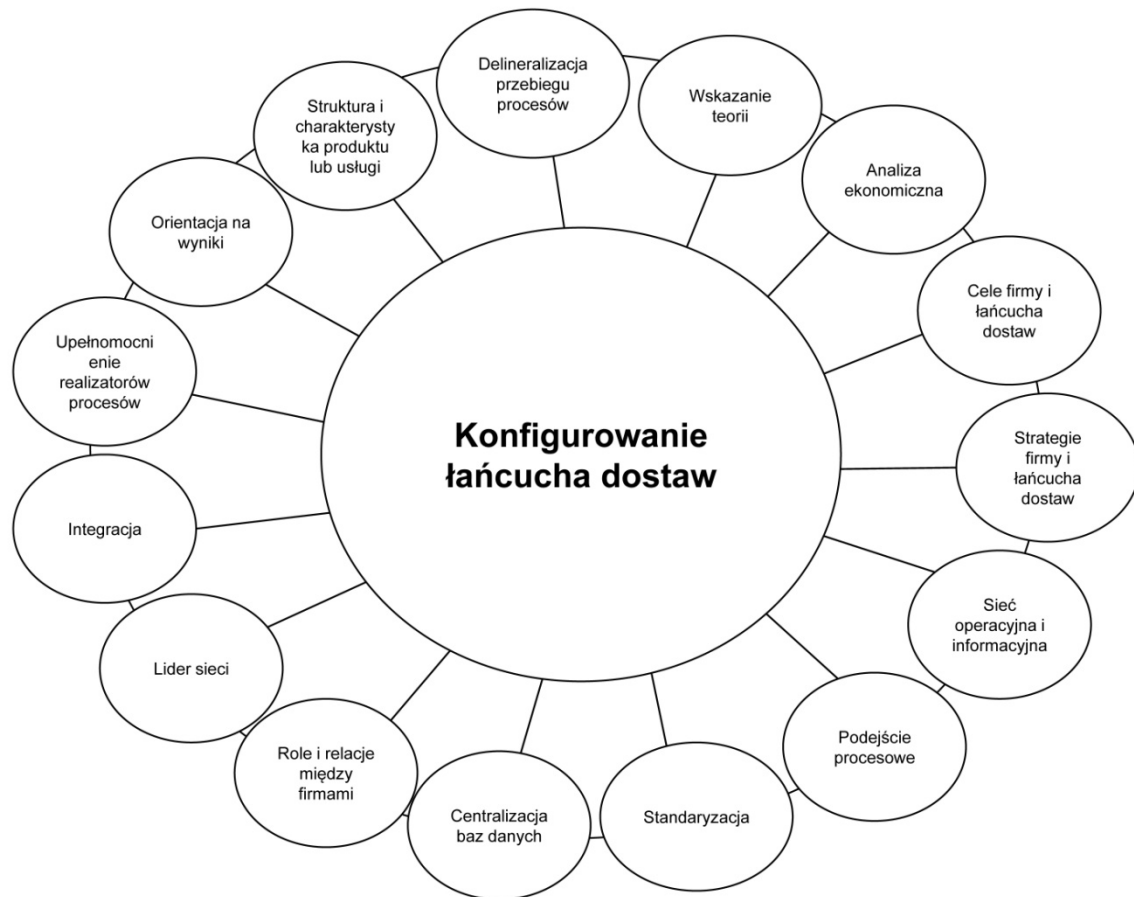 Delineralizacja
przebiegu
procesów
Wskazanie
teorii
Analiza
ekonomiczna
Cele firmy i
łańcucha
dostaw
Strategie
firmy i
łańcucha
dostaw
Sieć
operacyjna i
informacyjna
Podejście
procesowe
Standaryzacja
Centralizacja
baz danych
Role i relacje
między
firmami
Lider sieci
Integracja
Upełnomocni
enie
realizatorów
procesów
Orientacja na
wyniki
Struktura i
charakterysty
ka produktu
lub usługi
Konfigurowanie
łańcucha dostaw